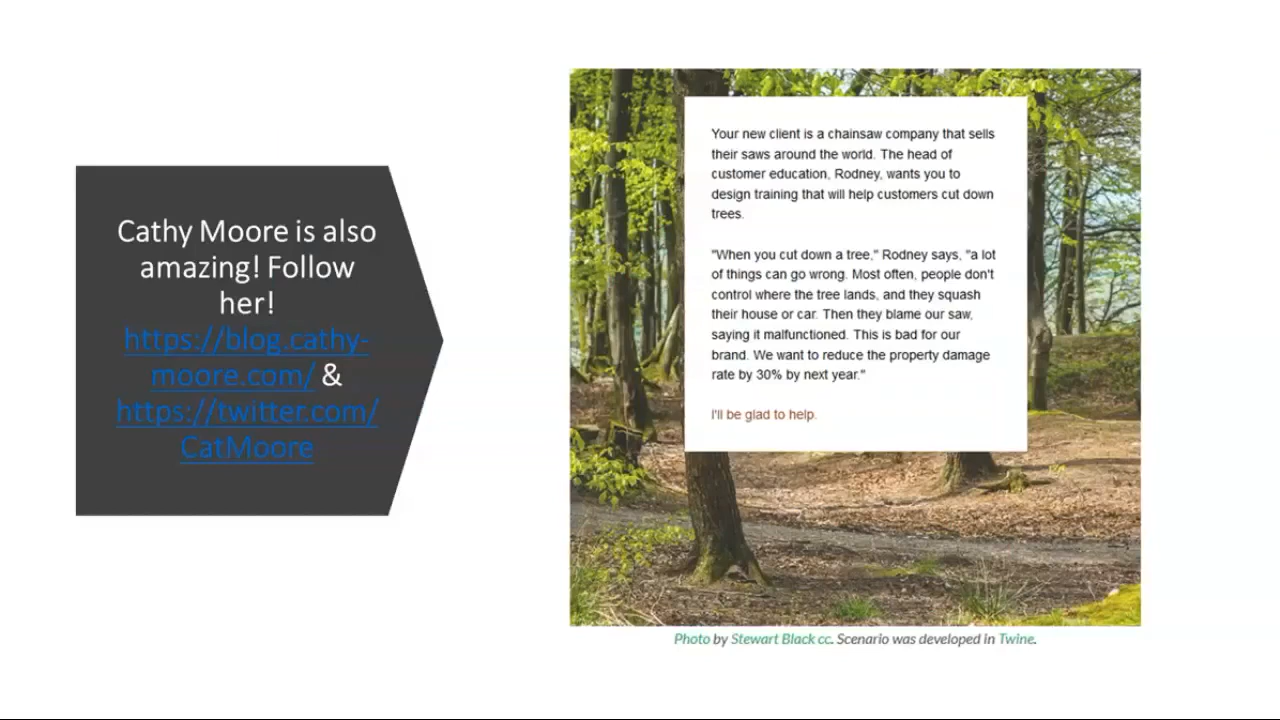 Cathy Moore is also
amazing! Follow
her!
https://blog.cathy-
moore.com/ &
https://twitter.com/
CatMoore
Your new client is a chainsaw company that sells
their saws around the world. The head of
customer education, Rodney, wants you to
design training that will help customers cut down
trees.
"When you cut down a tree," Rodney says, "a lot
of things can go wrong. Most often, people don't
control where the tree lands, and they squash
their house or car. Then they blame our saw,
saying it malfunctioned. This is bad for our
brand. We want to reduce the property damage
rate by 30% by next year."
I'll be glad to help.
Photo by Stewart Black cc. Scenario was developed in Twine.